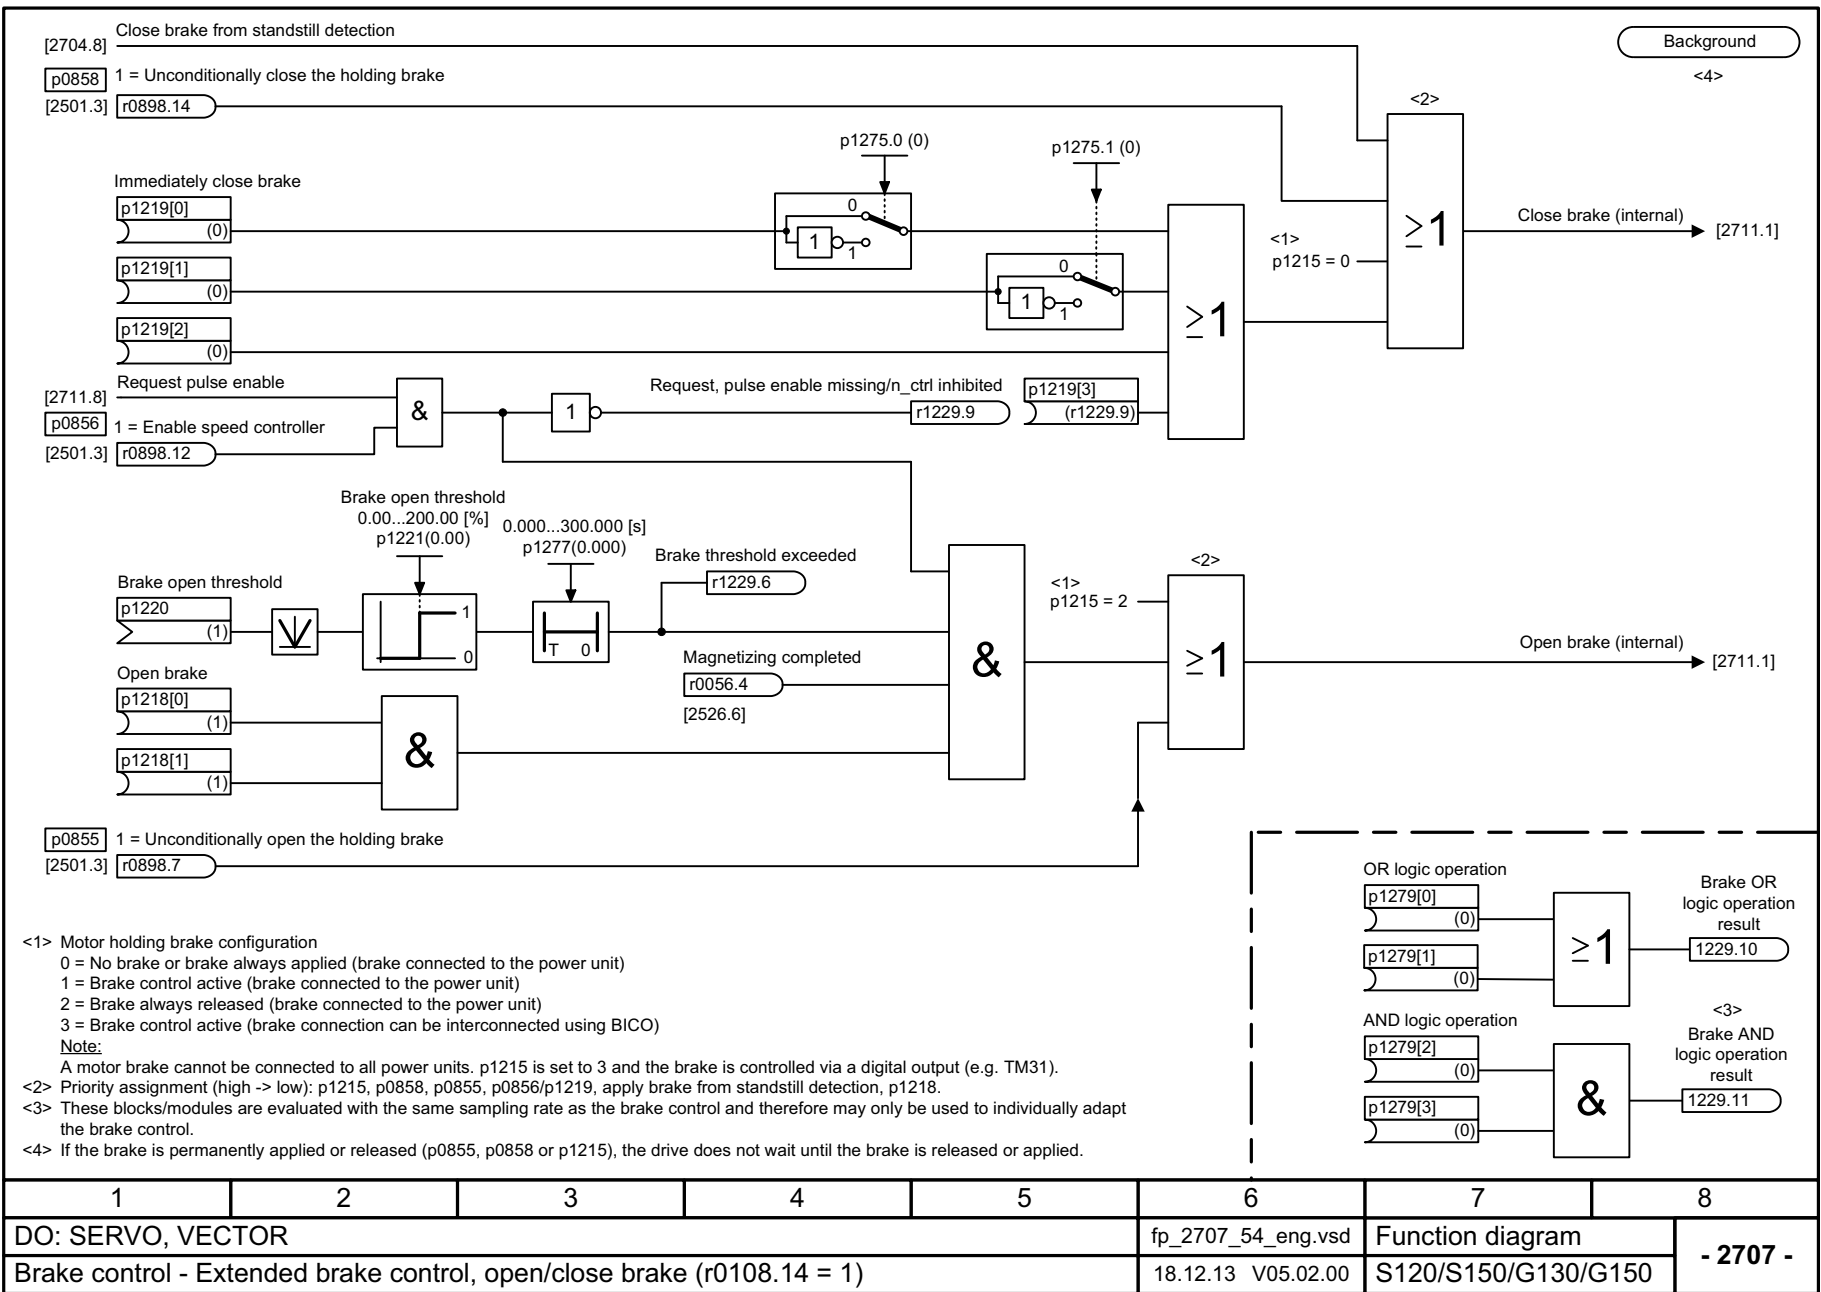 Close brake from standstill detection
[2704.8]
Background
<4>
p0858 1 = Unconditionally close the holding brake
[2501.3] r0898.14
<2>
p1275.0 (0)
p1275.1 (0)
Immediately close brake
p1219[0]
(0)
0
1
1
p1219[1]
(0)
0
1
1
p1219[2]
(0)
≥1
<1>
p1215 = 0
≥1
Close brake (internal)
[2711.1]
Request pulse enable
[2711.8]
p0856 1 = Enable speed controller
[2501.3] r0898.12
&
1
Request, pulse enable missing/n_ctrl inhibited
r1229.9
p1219[3]
(r1229.9)
Brake open threshold
0.00...200.00 [%]
p1221(0.00)
0.000...300.000 [s]
p1277(0.000)
Brake threshold exceeded
r1229.6
Brake open threshold
p1220
(1)
1
0
T 0
Magnetizing completed
r0056.4
[2526.6]
&
<1>
p1215 = 2
<2>
≥1
Open brake (internal)
[2711.1]
Open brake
p1218[0]
(1)
p1218[1]
(1)
&
p0855 1 = Unconditionally open the holding brake
[2501.3] r0898.7
OR logic operation
p1279[0]
(0)
p1279[1]
(0)
≥1
Brake OR
logic operation
result
1229.10
AND logic operation
p1279[2]
(0)
p1279[3]
(0)
&
<3>
Brake AND
logic operation
result
1229.11
<1> Motor holding brake configuration
0 = No brake or brake always applied (brake connected to the power unit)
1 = Brake control active (brake connected to the power unit)
2 = Brake always released (brake connected to the power unit)
3 = Brake control active (brake connection can be interconnected using BICO)
Note:
A motor brake cannot be connected to all power units. p1215 is set to 3 and the brake is controlled via a digital output (e.g. TM31).
<2> Priority assignment (high -> low): p1215, p0858, p0855, p0856/p1219, apply brake from standstill detection, p1218.
<3> These blocks/modules are evaluated with the same sampling rate as the brake control and therefore may only be used to individually adapt
the brake control.
<4> If the brake is permanently applied or released (p0855, p0858 or p1215), the drive does not wait until the brake is released or applied.
1 2 3 4 5 6 7 8
DO: SERVO, VECTOR
fp_2707_54_eng.vsd
Function diagram
- 2707 -
Brake control - Extended brake control, open/close brake (r0108.14 = 1)
18.12.13 V05.02.00
S120/S150/G130/G150